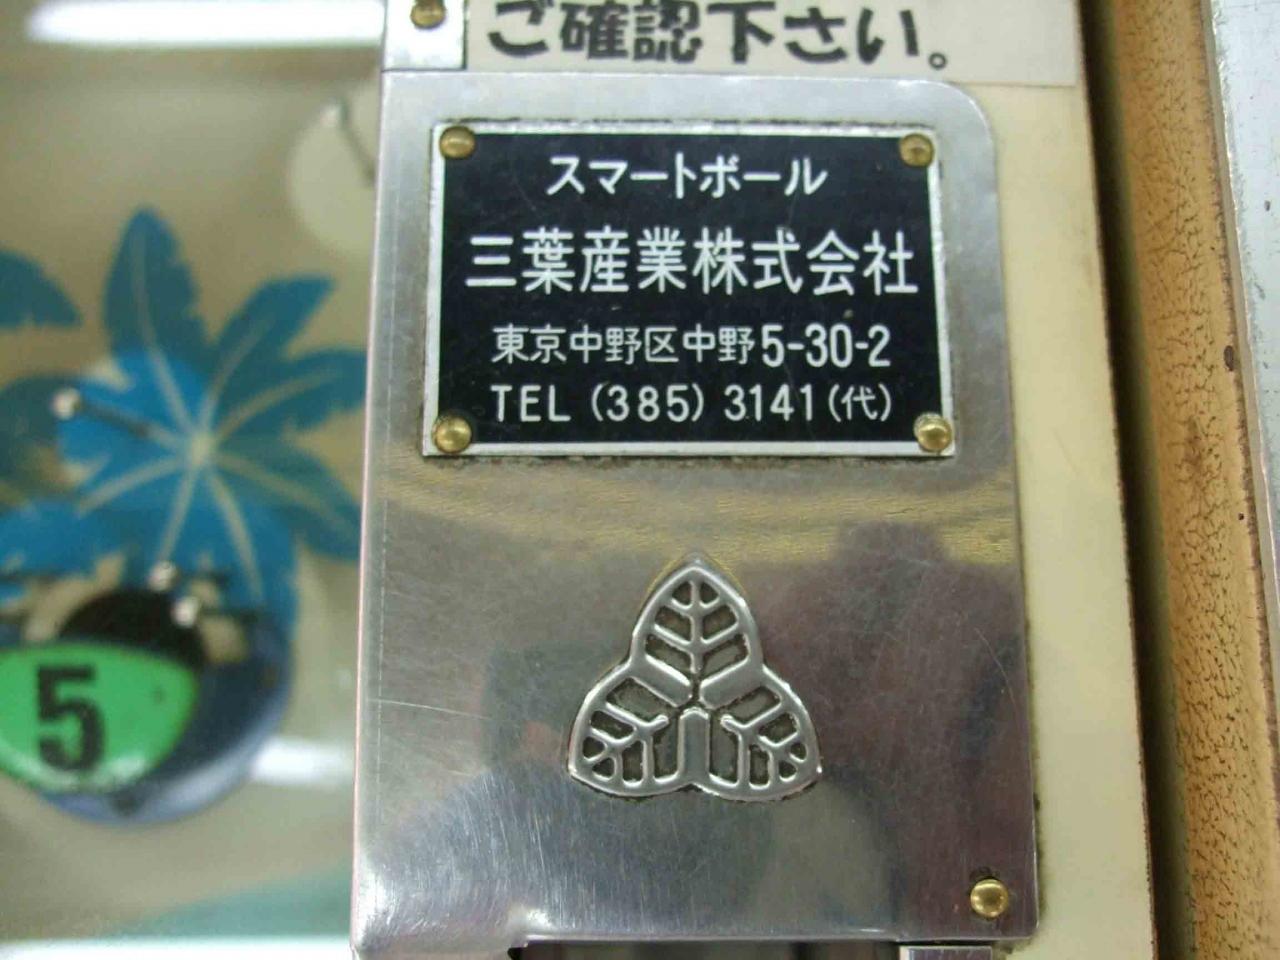 ご確認下さい。
スマートボール
三葉産業株式会社
東京中野区中野5-30-2
TEL (385) 3141 (代)
5